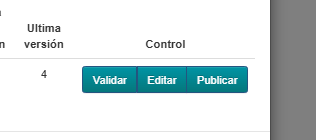 Ultima
versión
Control
4
Validar Editar Publicar